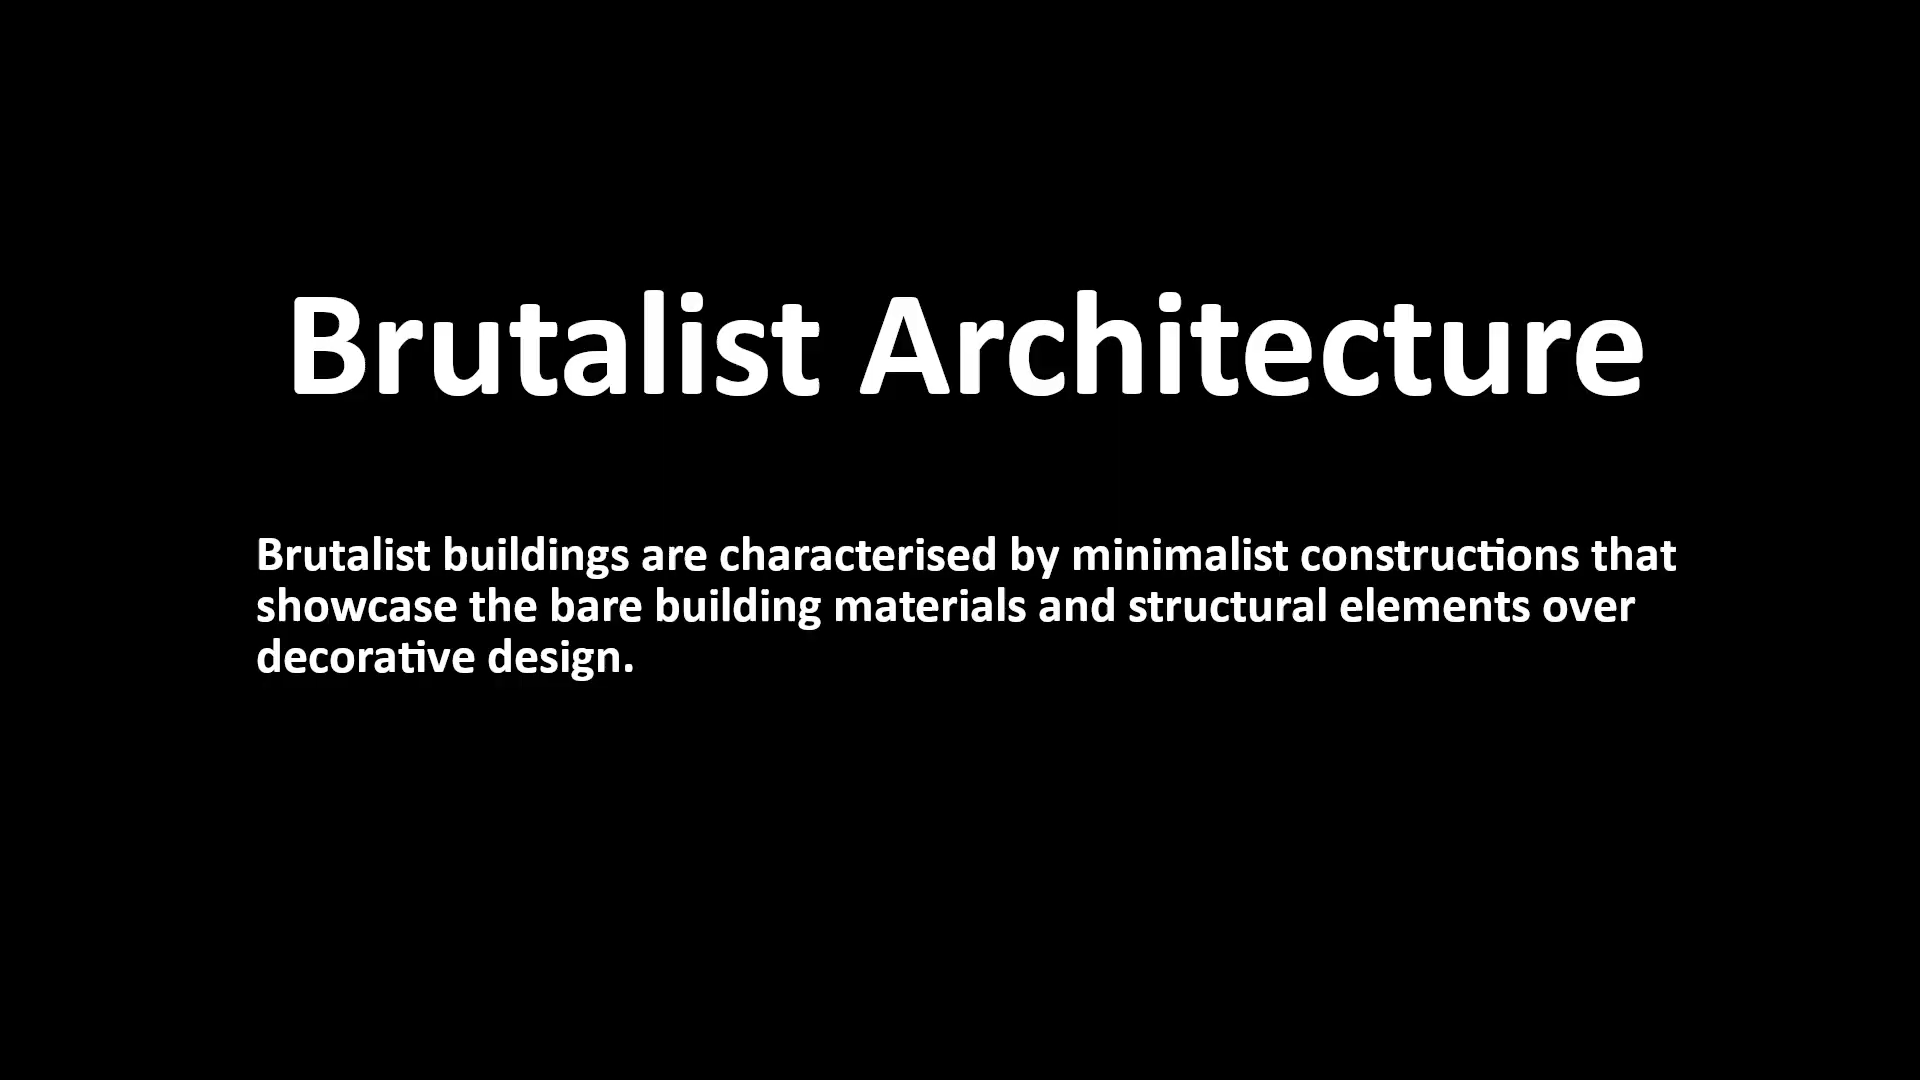 Brutalist Architecture
Brutalist buildings are characterised by minimalist constructions that
showcase the bare building materials and structural elements over
decorative design.